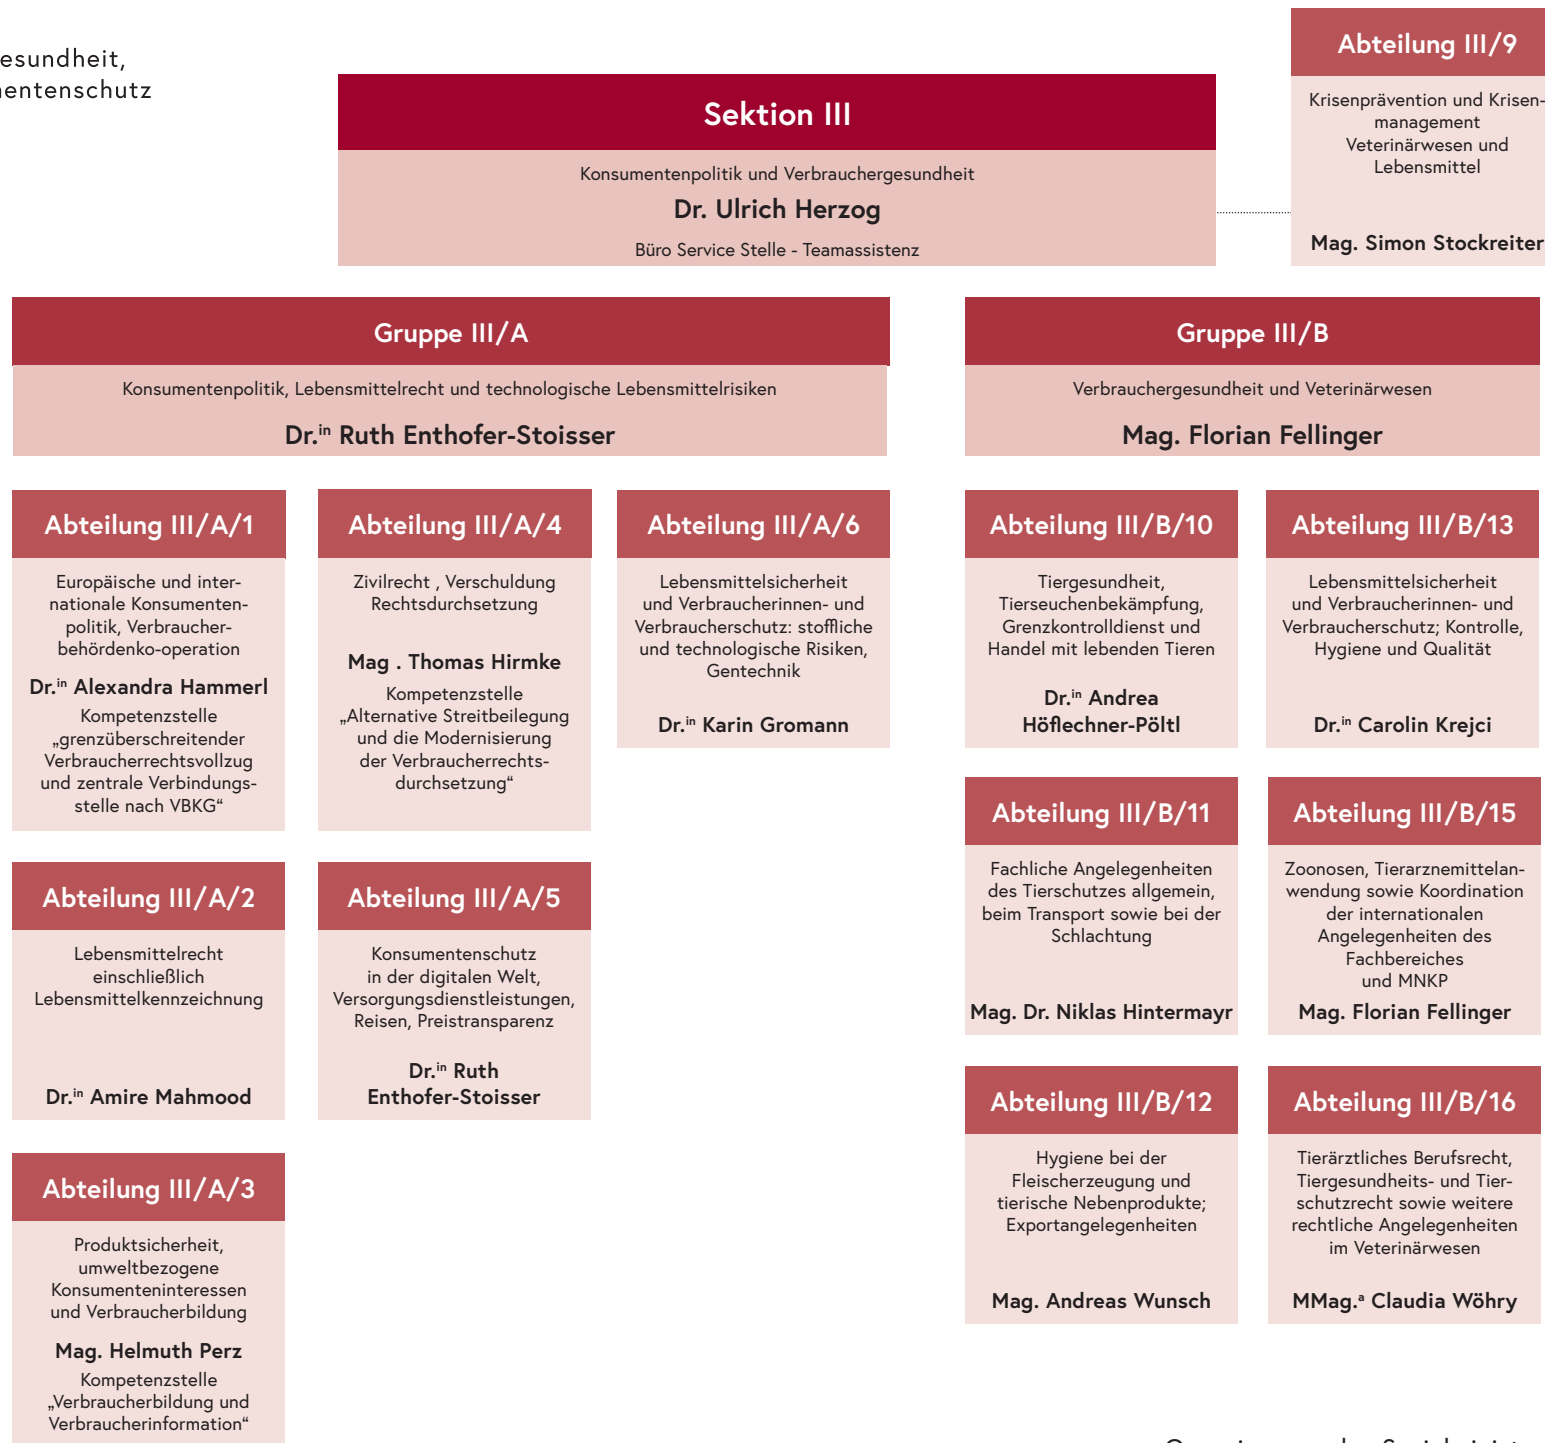 esundheit,
entenschutz
Sektion III
Konsumentenpolitik und Verbrauchergesundheit
Dr. Ulrich Herzog
Büro Service Stelle - Teamassistenz
Abteilung III/9
Krisenprävention und Krisen-
management
Veterinärwesen und
Lebensmittel
Mag. Simon Stockreiter
Gruppe III/A
Konsumentenpolitik, Lebensmittelrecht und technologische Lebensmittelrisiken
Dr.in Ruth Enthofer-Stoisser
Gruppe III/B
Verbrauchergesundheit und Veterinärwesen
Mag. Florian Fellinger
Abteilung III/A/1
Europäische und inter-
nationale Konsumenten-
politik, Verbraucher-
behördenko-operation
Dr.in Alexandra Hammerl
Kompetenzstelle
„grenzüberschreitender
Verbraucherrechtsvollzug
und zentrale Verbindungs-
stelle nach VBKG“
Abteilung III/A/4
Zivilrecht , Verschuldung
Rechtsdurchsetzung
Mag . Thomas Hirmke
Kompetenzstelle
„Alternative Streitbeilegung
und die Modernisierung
der Verbraucherrechts-
durchsetzung“
Abteilung III/A/6
Lebensmittelsicherheit
und Verbraucherinnen- und
Verbraucherschutz: stoffliche
und technologische Risiken,
Gentechnik
Dr.in Karin Gromann
Abteilung III/B/10
Tiergesundheit,
Tierseuchenbekämpfung,
Grenzkontrolldienst und
Handel mit lebenden Tieren
Dr.in Andrea
Höflechner-Pöltl
Abteilung III/B/13
Lebensmittelsicherheit
und Verbraucherinnen- und
Verbraucherschutz; Kontrolle,
Hygiene und Qualität
Dr.in Carolin Krejci
Abteilung III/B/11
Fachliche Angelegenheiten
des Tierschutzes allgemein,
beim Transport sowie bei der
Schlachtung
Mag. Dr. Niklas Hintermayr
Abteilung III/B/15
Zoonosen, Tierarznemittelan-
wendung sowie Koordination
der internationalen
Angelegenheiten des
Fachbereiches
und MNKP
Mag. Florian Fellinger
Abteilung III/A/2
Lebensmittelrecht
einschließlich
Lebensmittelkennzeichnung
Dr.in Amire Mahmood
Abteilung III/A/5
Konsumentenschutz
in der digitalen Welt,
Versorgungsdienstleistungen,
Reisen, Preistransparenz
Dr.in Ruth
Enthofer-Stoisser
Abteilung III/B/12
Hygiene bei der
Fleischerzeugung und
tierische Nebenprodukte;
Exportangelegenheiten
Mag. Andreas Wunsch
Abteilung III/B/16
Tierärztliches Berufsrecht,
Tiergesundheits- und Tier-
schutzrecht sowie weitere
rechtliche Angelegenheiten
im Veterinärwesen
MMag.a Claudia Wöhry
Abteilung III/A/3
Produktsicherheit,
umweltbezogene
Konsumenteninteressen
und Verbraucherbildung
Mag. Helmuth Perz
Kompetenzstelle
„Verbraucherbildung und
Verbraucherinformation“